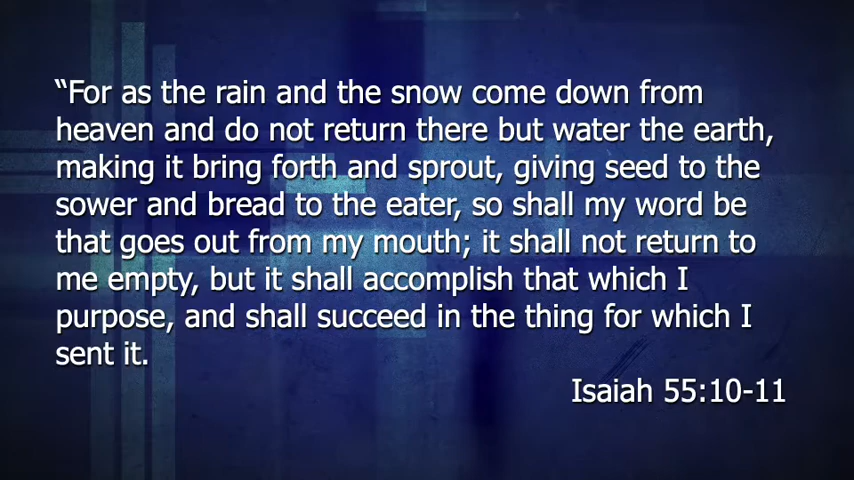 “For as the rain and the snow come down from
heaven and do not return there but water the earth,
making it bring forth and sprout, giving seed to the
sower and bread to the eater, so shall my word be
that goes out from my mouth; it shall not return to
me empty, but it shall accomplish that which I
purpose, and shall succeed in the thing for which I
sent it.
Isaiah 55:10-11